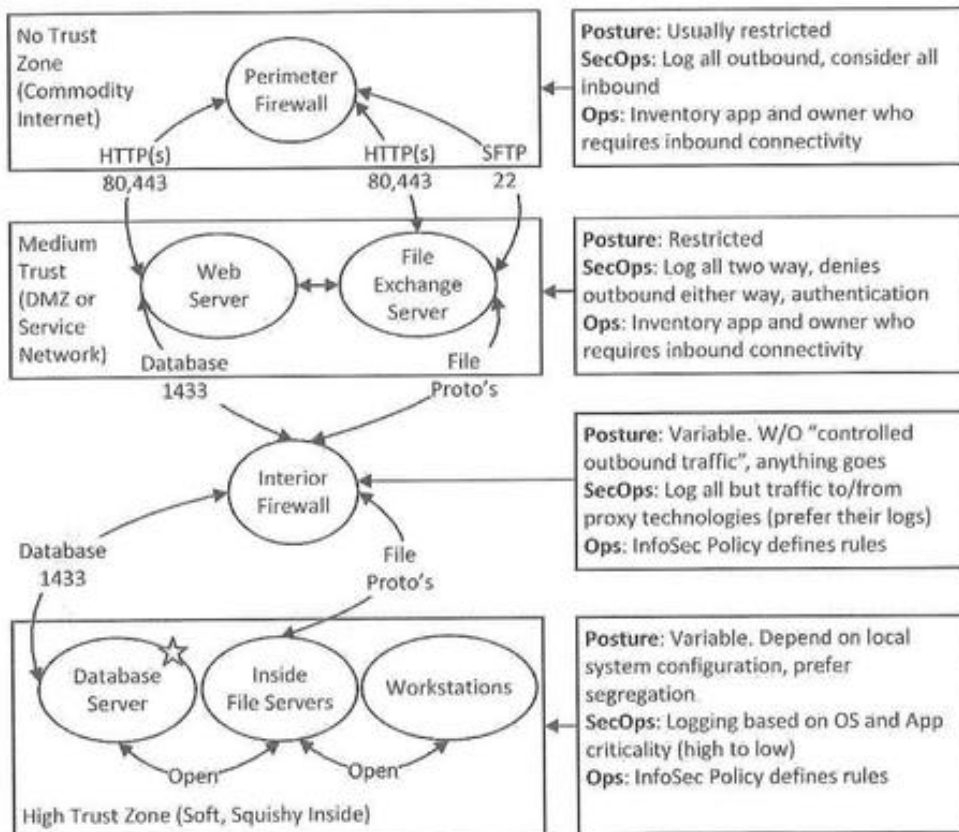 No Trust
Zone
(Commodity
Internet)
Perimeter
Firewall
HTTP(s)
80,443
HTTP(s)
80,443
SFTP
22
Posture: Usually restricted
SecOps: Log all outbound, consider all
inbound
Ops: Inventory app and owner who
requires inbound connectivity
Medium
Trust
(DMZ or
Service
Network)
Web
Server
File
Exchange
Server
Database
1433
File
Proto's
Posture: Restricted
SecOps: Log all two way, denies
outbound either way, authentication
Ops: Inventory app and owner who
requires inbound connectivity
Interior
Firewall
Database
1433
File
Proto's
Posture: Variable. W/O "controlled
outbound traffic", anything goes
SecOps: Log all but traffic to/from
proxy technologies (prefer their logs)
Ops: InfoSec Policy defines rules
Database
Server
Inside
File Servers
Workstations
Open
Open
High Trust Zone (Soft, Squishy Inside)
Posture: Variable. Depend on local
system configuration, prefer
segregation
SecOps: Logging based on OS and App
criticality (high to low)
Ops: InfoSec Policy defines rules